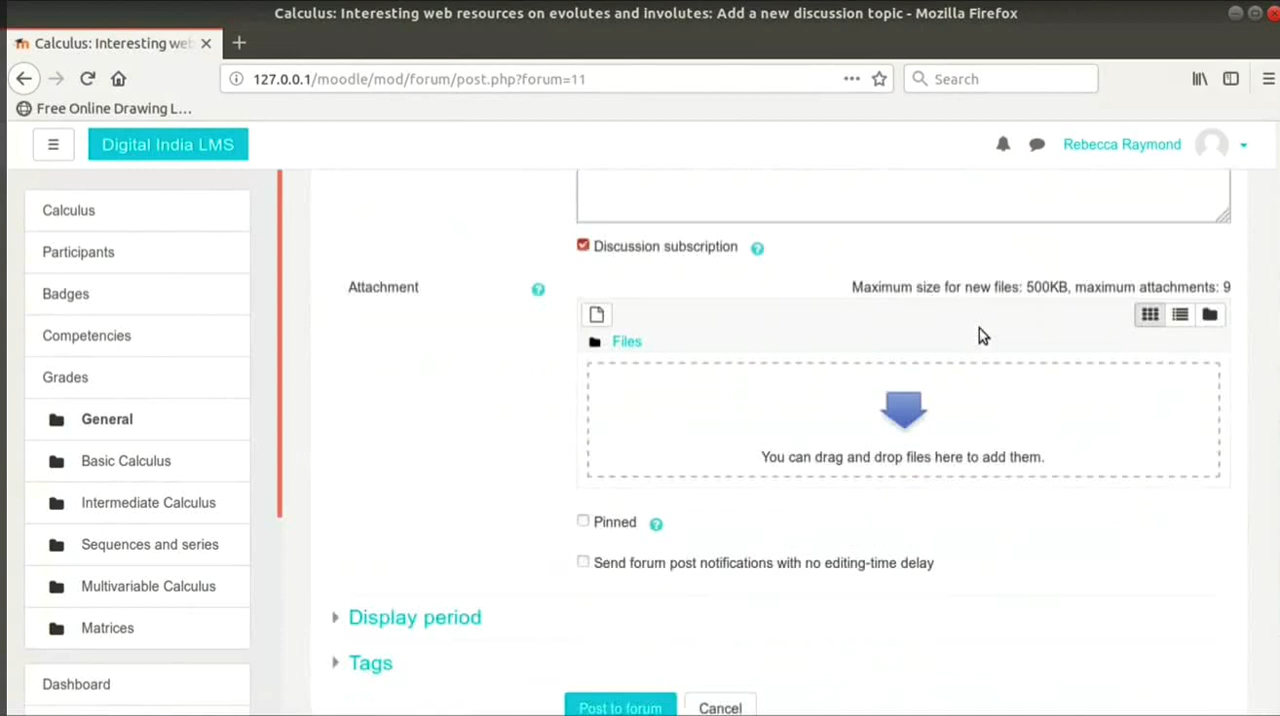 Calculus: Interesting web resources on evolutes and involutes: Add a new discussion topic - Mozilla Firefox
Calculus: Interesting web
127.0.0.1/moodle/mod/forum/post.php?forum=11
Search
Free Online Drawing L...
Digital India LMS
Rebecca Raymond
Calculus
Participants
Badges
Competencies
Grades
General
Basic Calculus
Intermediate Calculus
Sequences and series
Multivariable Calculus
Matrices
Dashboard
Discussion subscription
Attachment
Maximum size for new files: 500KB, maximum attachments: 9
Files
You can drag and drop files here to add them.
Pinned
Send forum post notifications with no editing-time delay
Display period
Tags
Post to forum
Cancel